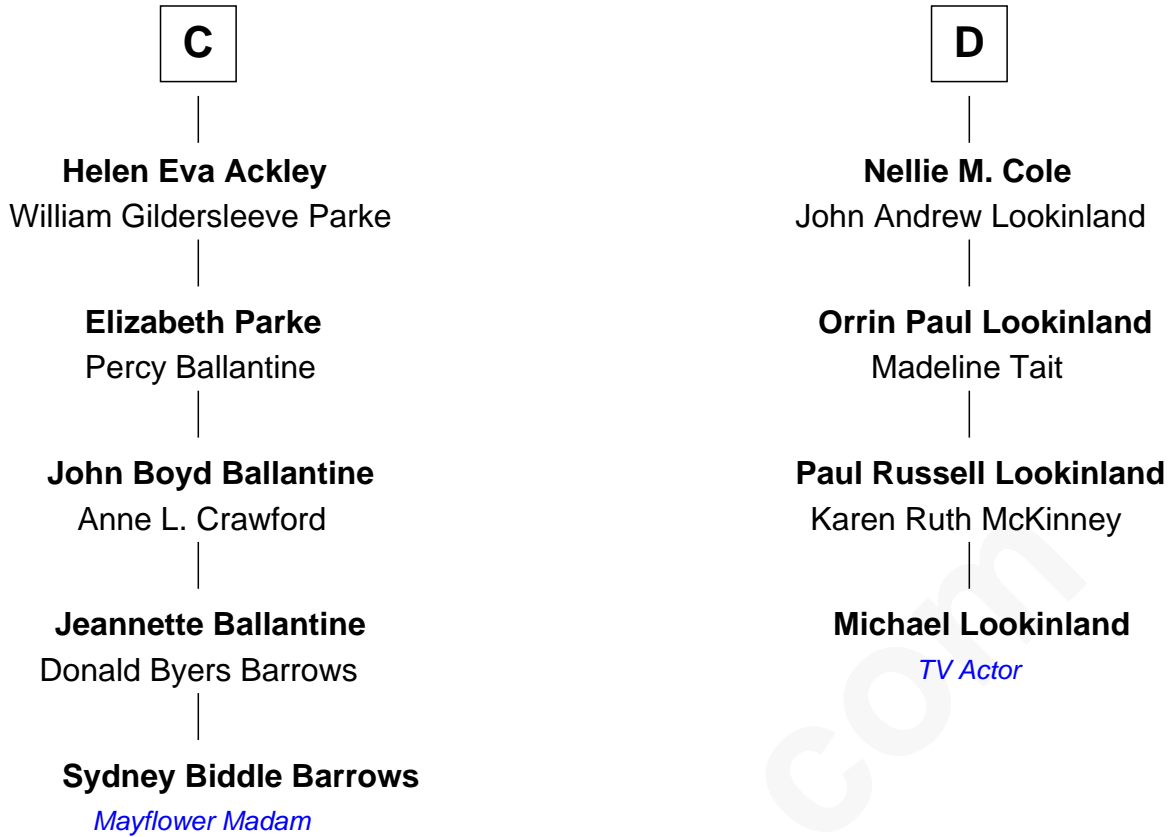 C
Helen Eva Ackley
William Gildersleeve Parke
Elizabeth Parke
Percy Ballantine
John Boyd Ballantine
Anne L. Crawford
Jeannette Ballantine
Donald Byers Barrows
Sydney Biddle Barrows
Mayflower Madam
D
Nellie M. Cole
John Andrew Lookinland
Orrin Paul Lookinland
Madeline Tait
Paul Russell Lookinland
Karen Ruth McKinney
Michael Lookinland
TV Actor
com